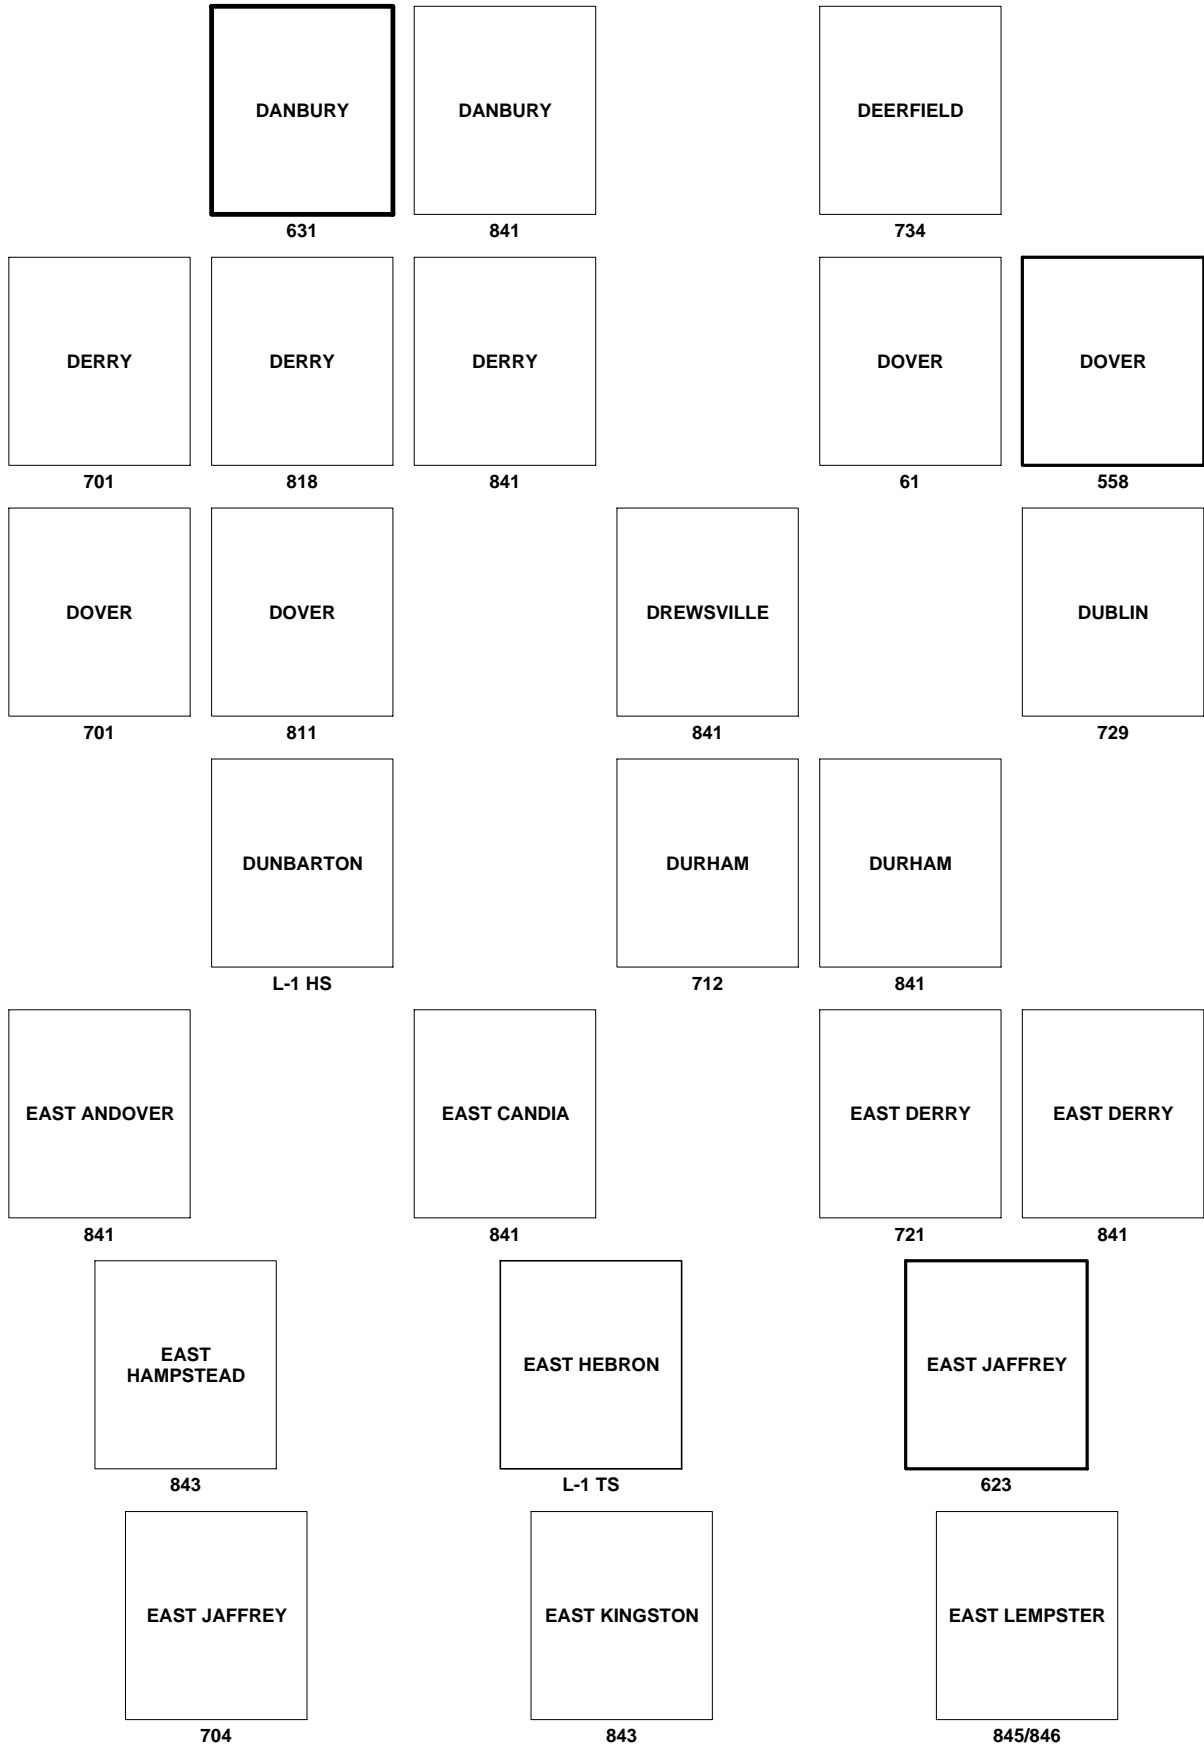 DANBURY
DANBURY
DEERFIELD
631
841
734
DERRY
DERRY
DERRY
DOVER
DOVER
701
818
841
61
558
DOVER
DOVER
DREWSVILLE
DUBLIN
701
811
841
729
DUNBARTON
DURHAM
DURHAM
L-1 HS
712
841
EAST ANDOVER
EAST CANDIA
EAST DERRY
EAST DERRY
841
841
721
841
EAST
HAMPSTEAD
EAST HEBRON
EAST JAFFREY
843
L-1 TS
623
EAST JAFFREY
EAST KINGSTON
EAST LEMPSTER
704
843
845/846